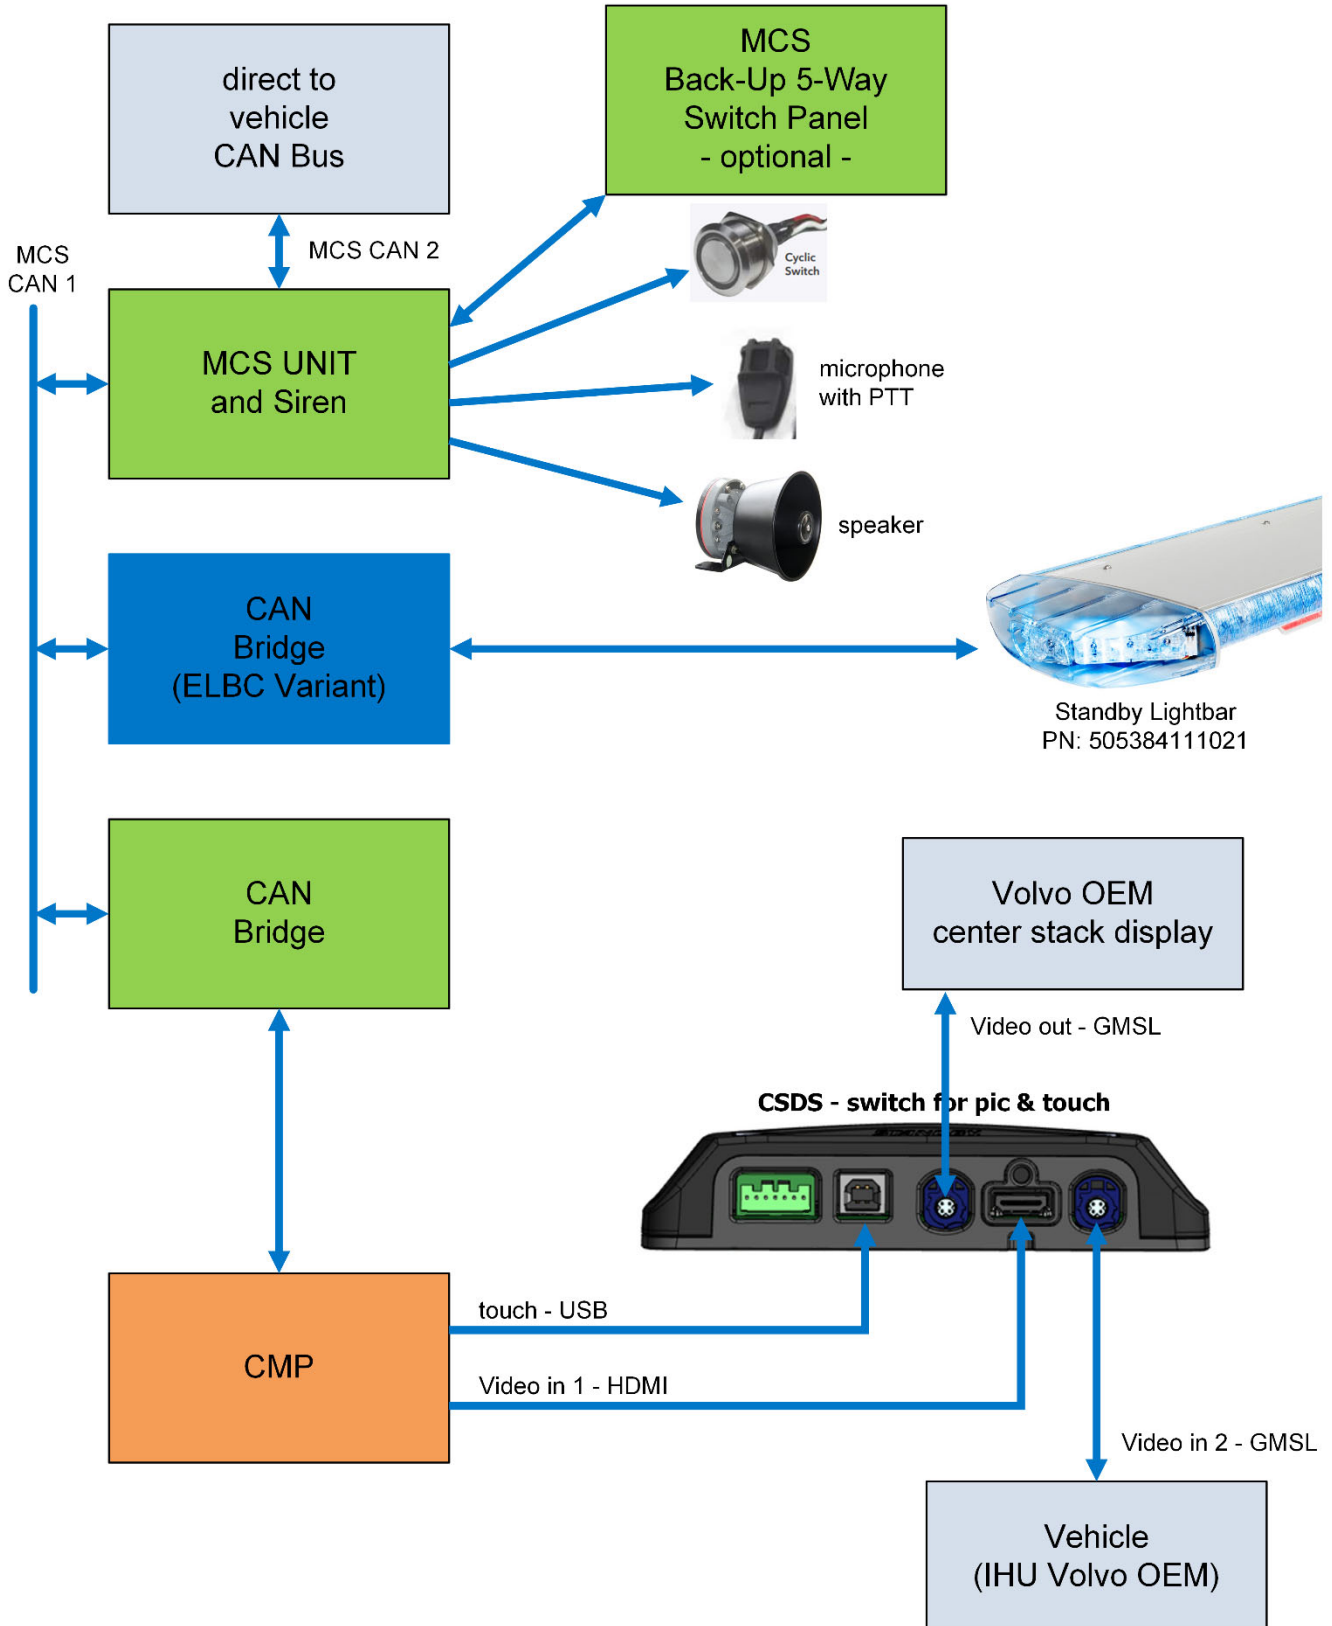 direct to
vehicle
CAN Bus
MCS
Back-Up 5-Way
Switch Panel
- optional -
MCS
CAN 1
MCS CAN 2
Cyclic
Switch
MCS UNIT
and Siren
microphone
with PTT
speaker
CAN
Bridge
(ELBC Variant)
Standby Lightbar
PN: 505384111021
CAN
Bridge
Volvo OEM
center stack display
Video out - GMSL
CSDS - switch for pic & touch
CMP
touch - USB
Video in 1 - HDMI
Video in 2 - GMSL
Vehicle
(IHU Volvo OEM)